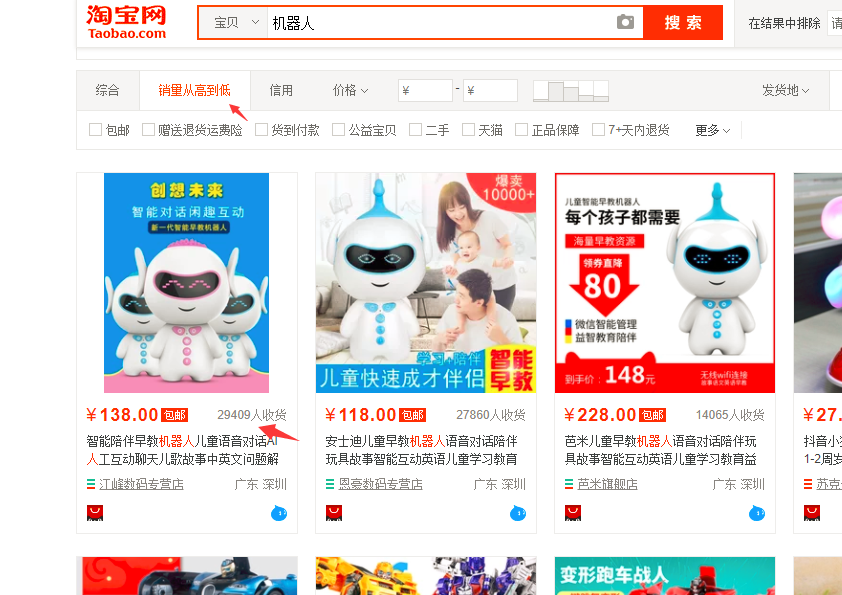 淘宝网
Taobao.com
宝贝
机器人
搜 索
在结果中排除
请
综合
销量从高到低
信用
价格
¥
-
¥
发货地
包邮
赠送退货运费险
货到付款
公益宝贝
二手
天猫
正品保障
7+天内退货
更多
创想未来
智能对话闲趣互动
新一代智能早教机器人
¥138.00 包邮
29409人收货
智能陪伴早教机器人儿童语音对话AI
人工互动聊天儿歌故事中英文问题解
江峰数码专营店
广东 深圳
爆卖
10000+
学习+陪伴
儿童快速成才伴侣
智能
早教
¥118.00 包邮
27860人收货
安士迪儿童早教机器人语音对话陪伴
玩具故事智能互动英语儿童学习教育
恩豪数码专营店
广东 深圳
儿童智能早教机器人
每个孩子都需要
海量早教资源
领券直降
80
微信智能管理
益智教育陪伴
到手价：148元
无线wifi连接
故事语文英语早教
¥228.00 包邮
14065人收货
芭米儿童早教机器人语音对话陪伴玩
玩具故事智能互动英语儿童学习教育益
芭米旗舰店
广东 深圳
¥27.
抖音小
1-2周岁
苏克
变形跑车战人